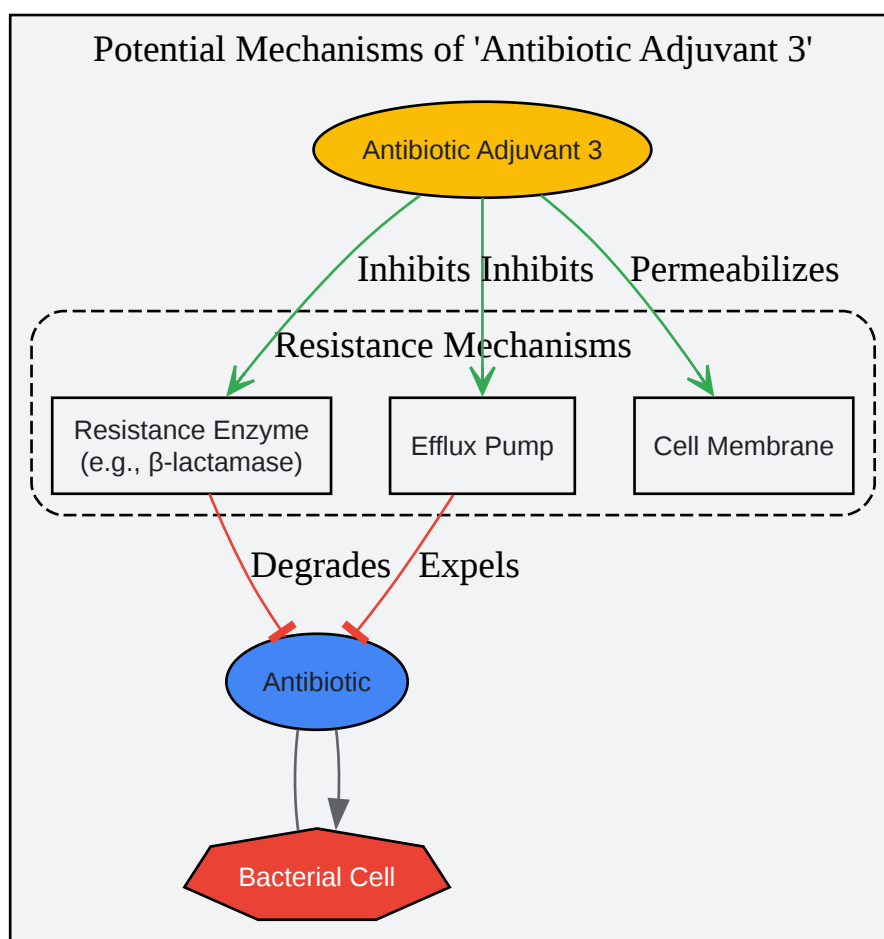 Potential Mechanisms of 'Antibiotic Adjuvant 3'
Antibiotic Adjuvant 3
Inhibits
Inhibits
Permeabilizes
Resistance Mechanisms
Resistance Enzyme
(e.g., β-lactamase)
Efflux Pump
Cell Membrane
Degrades
Expels
Antibiotic
Bacterial Cell